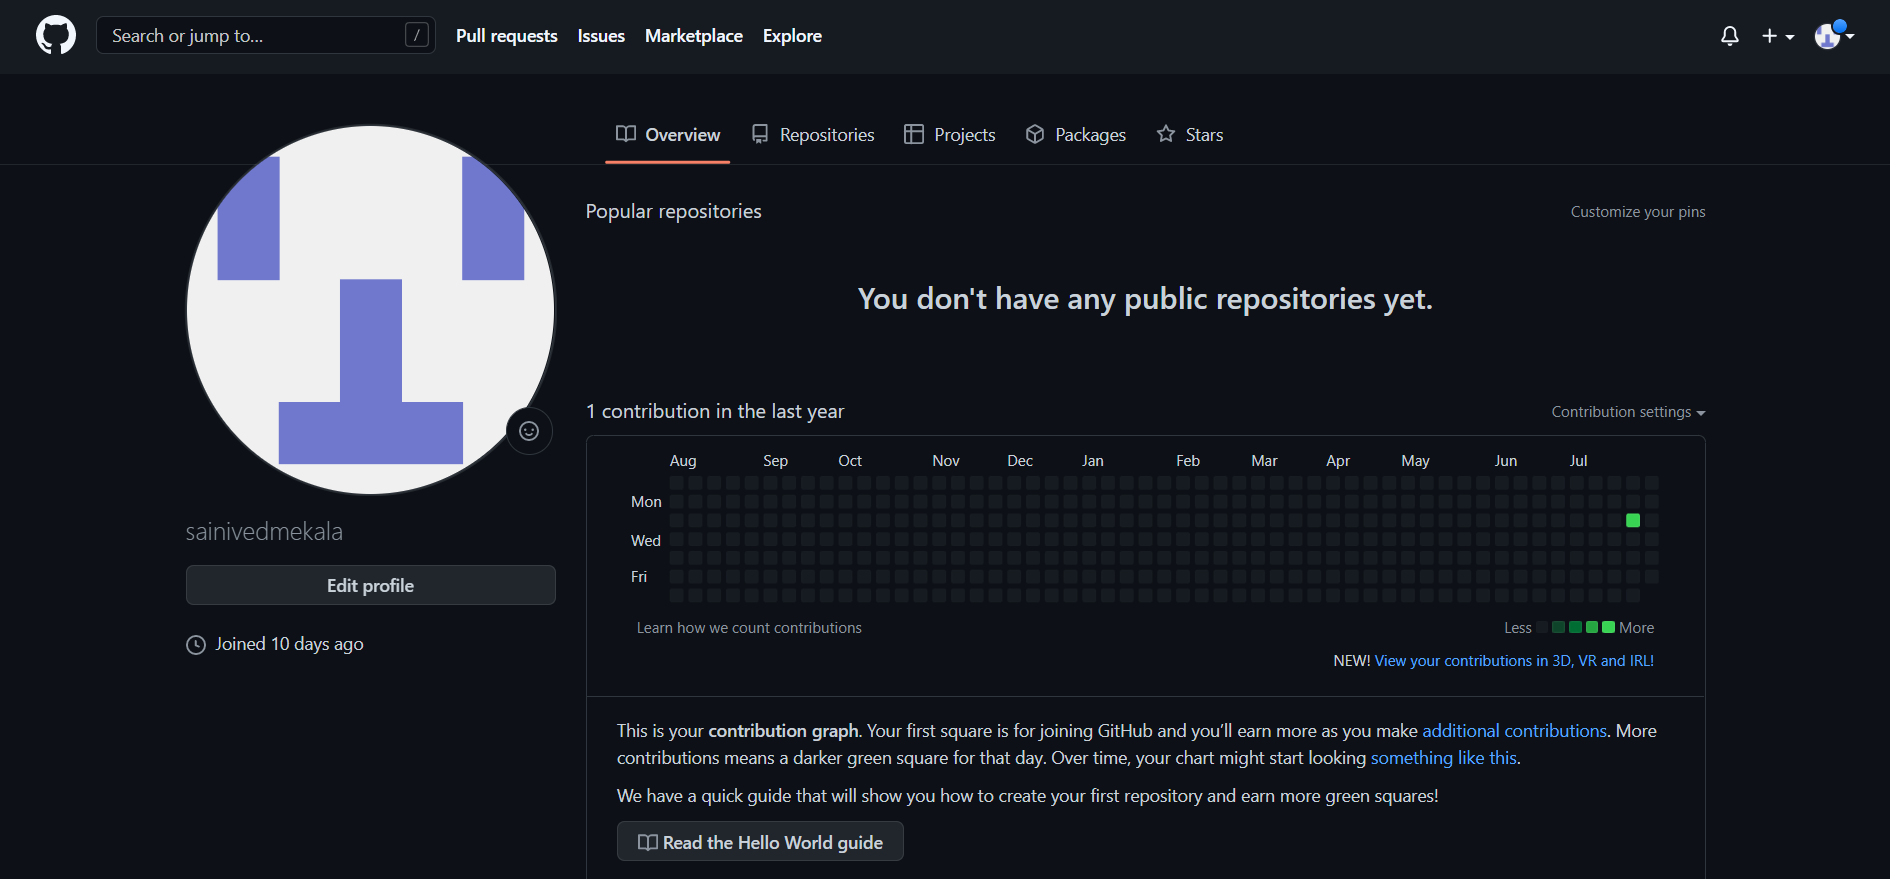 Search or jump to... /
Pull requests
Issues
Marketplace
Explore
Overview
Repositories
Projects
Packages
Stars
sainivedmekala
Edit profile
Joined 10 days ago
Popular repositories
Customize your pins
You don't have any public repositories yet.
1 contribution in the last year
Contribution settings
Aug Sep Oct Nov Dec Jan Feb Mar Apr May Jun Jul
Mon
Wed
Fri
Learn how we count contributions
Less More
NEW! View your contributions in 3D, VR and IRL!
This is your contribution graph. Your first square is for joining GitHub and you’ll earn more as you make additional contributions. More
contributions means a darker green square for that day. Over time, your chart might start looking something like this.
We have a quick guide that will show you how to create your first repository and earn more green squares!
Read the Hello World guide